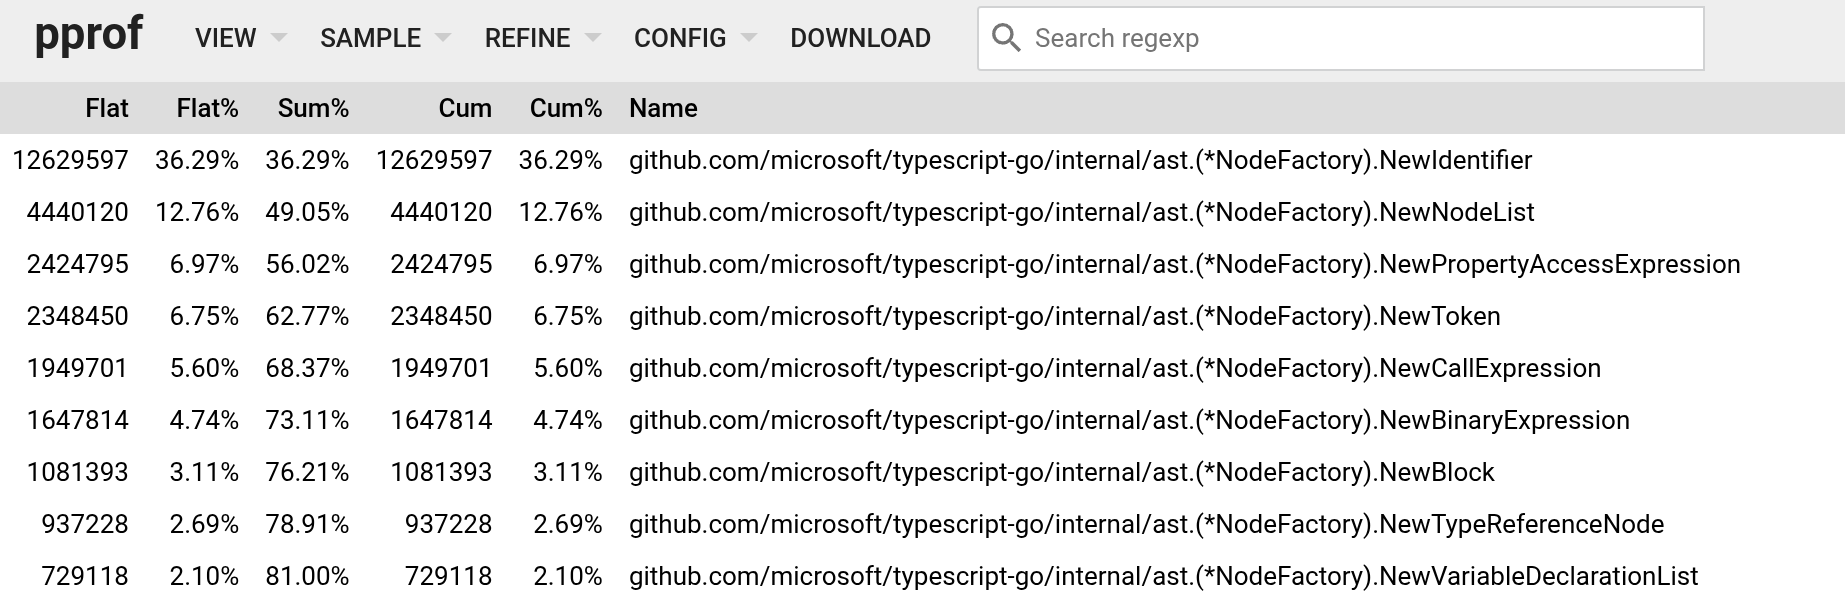 pprof VIEW SAMPLE REFINE CONFIG DOWNLOAD Search regexp
Flat Flat% Sum% Cum Cum% Name
12629597 36.29% 36.29% 12629597 36.29% github.com/microsoft/typescript-go/internal/ast.(*NodeFactory).NewIdentifier
4440120 12.76% 49.05% 4440120 12.76% github.com/microsoft/typescript-go/internal/ast.(*NodeFactory).NewNodeList
2424795 6.97% 56.02% 2424795 6.97% github.com/microsoft/typescript-go/internal/ast.(*NodeFactory).NewPropertyAccessExpression
2348450 6.75% 62.77% 2348450 6.75% github.com/microsoft/typescript-go/internal/ast.(*NodeFactory).NewToken
1949701 5.60% 68.37% 1949701 5.60% github.com/microsoft/typescript-go/internal/ast.(*NodeFactory).NewCallExpression
1647814 4.74% 73.11% 1647814 4.74% github.com/microsoft/typescript-go/internal/ast.(*NodeFactory).NewBinaryExpression
1081393 3.11% 76.21% 1081393 3.11% github.com/microsoft/typescript-go/internal/ast.(*NodeFactory).NewBlock
937228 2.69% 78.91% 937228 2.69% github.com/microsoft/typescript-go/internal/ast.(*NodeFactory).NewTypeReferenceNode
729118 2.10% 81.00% 729118 2.10% github.com/microsoft/typescript-go/internal/ast.(*NodeFactory).NewVariableDeclarationList